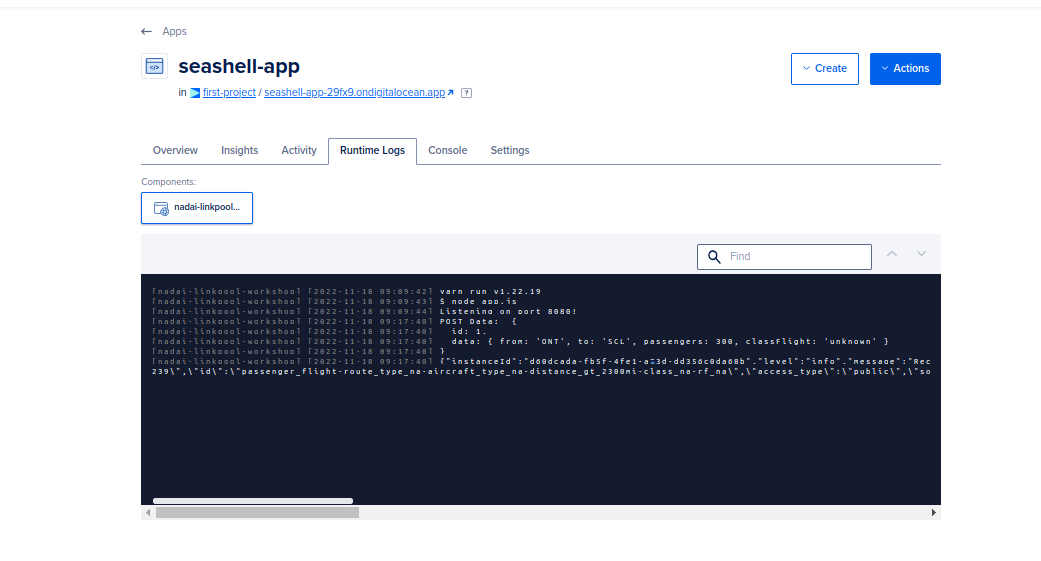 ← Apps
seashell-app
in first-project / seashell-app-29fx9.ondigitalocean.app
Create
Actions
Overview Insights Activity Runtime Logs Console Settings
Components:
nadai-linkpool...
Find
[nadai-linkpool-workshop] [2022-11-18 09:09:42] yarn run v1.22.19
[nadai-linkpool-workshop] [2022-11-18 09:09:43] $ node app.js
[nadai-linkpool-workshop] [2022-11-18 09:09:44] Listening on port 8080!
[nadai-linkpool-workshop] [2022-11-18 09:17:40] POST Data: {
[nadai-linkpool-workshop] [2022-11-18 09:17:40] id: 1,
[nadai-linkpool-workshop] [2022-11-18 09:17:40] data: { from: 'ONT', to: 'SCL', passengers: 300, classFlight: 'unknown' }
[nadai-linkpool-workshop] [2022-11-18 09:17:40] }
[nadai-linkpool-workshop] [2022-11-18 09:17:40] {"instanceId":"d60dcada-fb5f-4fe1-a23d-dd356c0da68b","level":"info","message":"Rec
239\",\"id\":\"passenger_flight-route_type_na-aircraft_type_na-distance_gt_2300mi-class_na-rf_na\",\"access_type\":\"public\",\"so